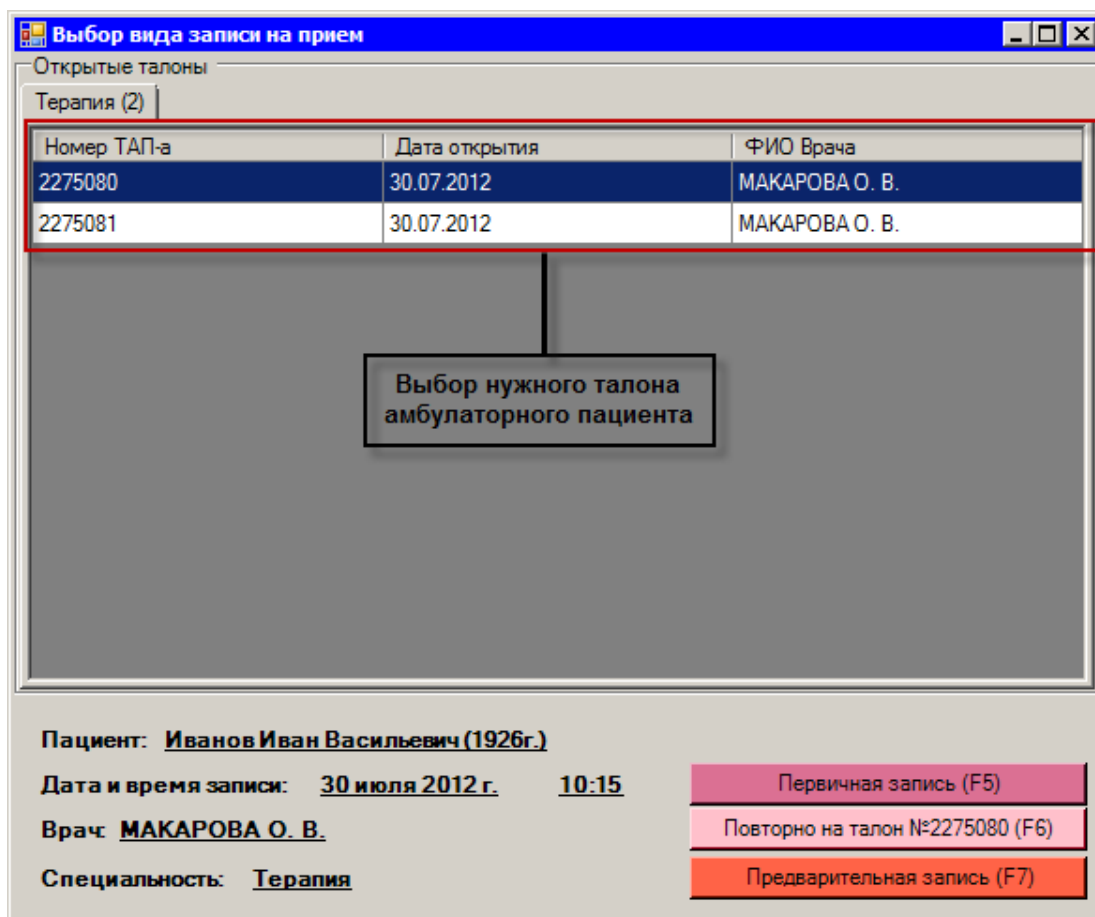 Выбор вида записи на прием
Открытые талоны
Терапия (2)
Номер ТАП-а Дата открытия ФИО Врача
2275080 30.07.2012 МАКАРОВА О. В.
2275081 30.07.2012 МАКАРОВА О. В.
Выбор нужного талона
амбулаторного пациента
Пациент: Иванов Иван Васильевич (1926г.)
Дата и время записи: 30 июля 2012 г. 10:15
Первичная запись (F5)
Врач: МАКАРОВА О. В.
Повторно на талон №2275080 (F6)
Специальность: Терапия
Предварительная запись (F7)